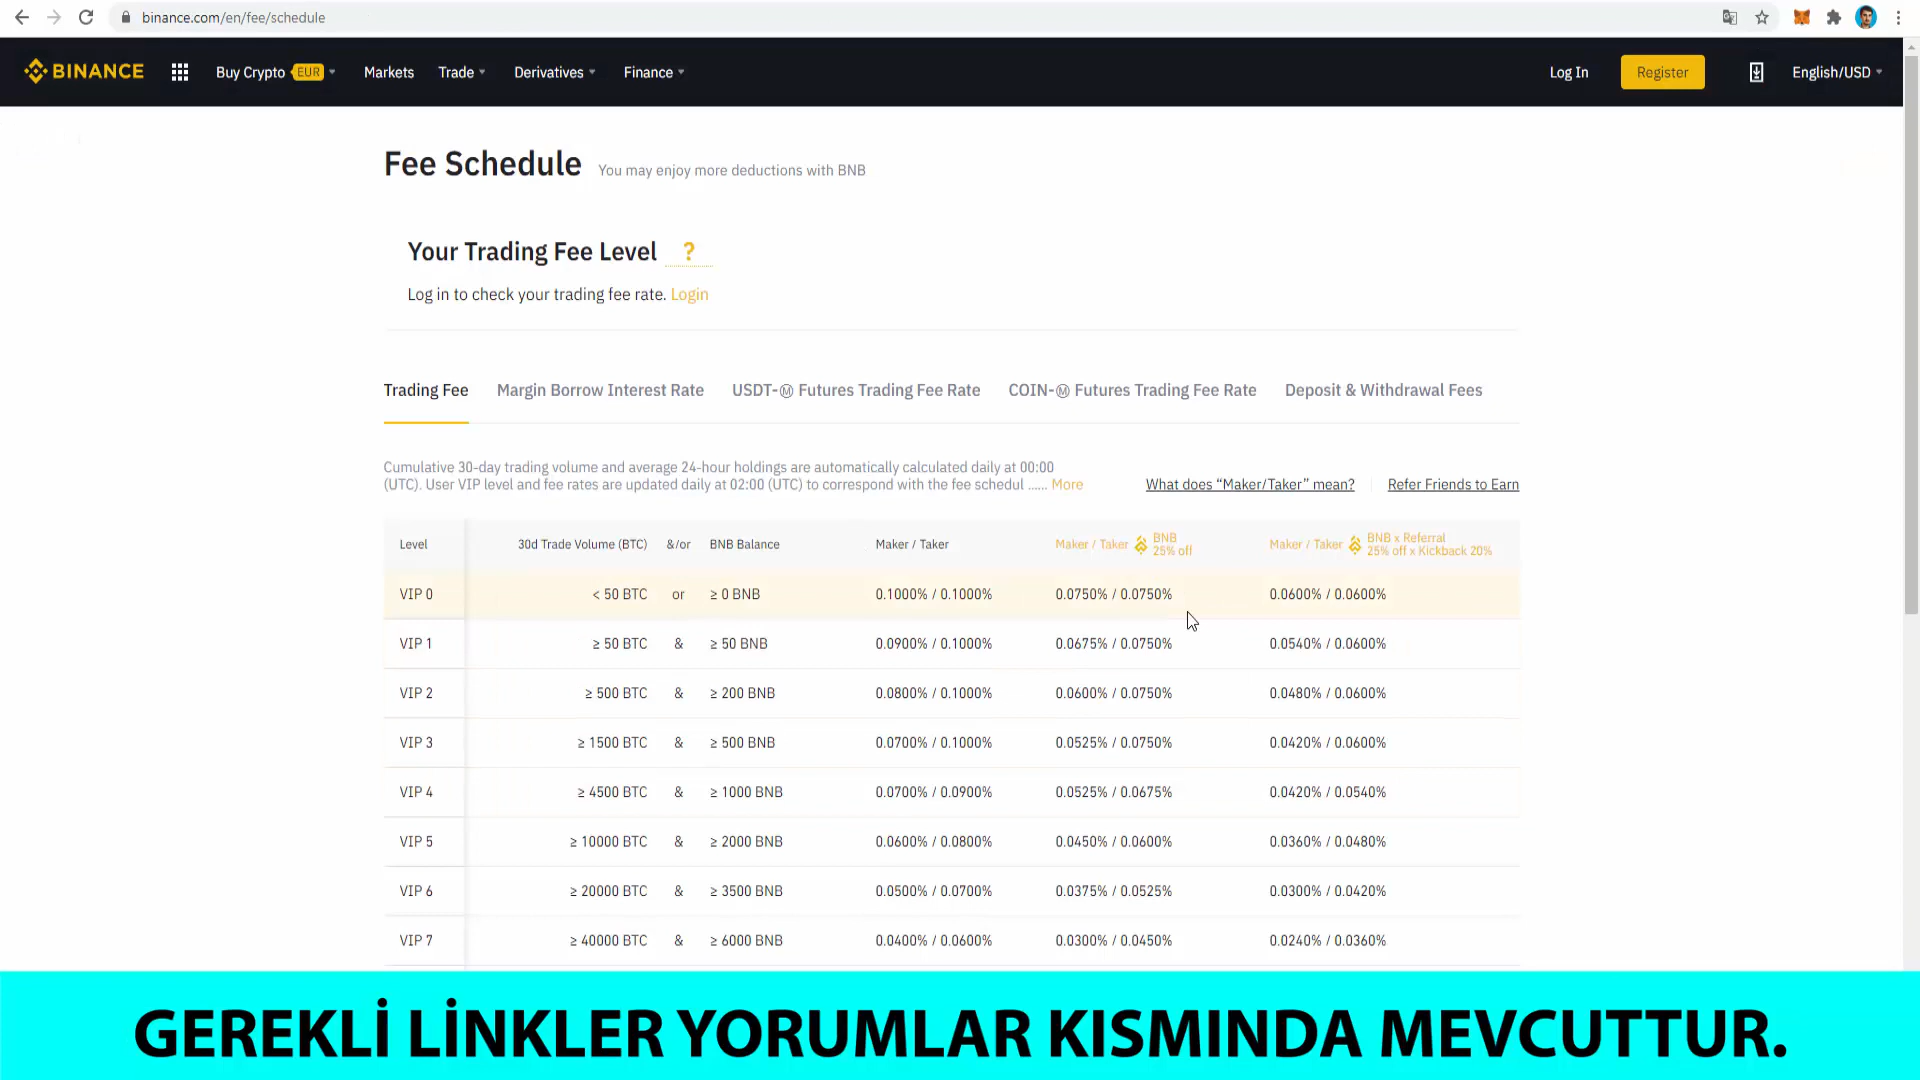 binance.com/en/fee/schedule
BINANCE Buy Crypto EUR Markets Trade Derivatives Finance Log In Register English/USD
Fee Schedule You may enjoy more deductions with BNB
Your Trading Fee Level ?
Log in to check your trading fee rate. Login
Trading Fee Margin Borrow Interest Rate USDT-Ⓜ Futures Trading Fee Rate COIN-Ⓜ Futures Trading Fee Rate Deposit & Withdrawal Fees
Cumulative 30-day trading volume and average 24-hour holdings are automatically calculated daily at 00:00
(UTC). User VIP level and fee rates are updated daily at 02:00 (UTC) to correspond with the fee schedul ...... More What does “Maker/Taker” mean? Refer Friends to Earn
Level 30d Trade Volume (BTC) &/or BNB Balance Maker / Taker Maker / Taker BNB 25% off Maker / Taker BNB x Referral 25% off x Kickback 20%
VIP 0 < 50 BTC or ≥ 0 BNB 0.1000% / 0.1000% 0.0750% / 0.0750% 0.0600% / 0.0600%
VIP 1 ≥ 50 BTC & ≥ 50 BNB 0.0900% / 0.1000% 0.0675% / 0.0750% 0.0540% / 0.0600%
VIP 2 ≥ 500 BTC & ≥ 200 BNB 0.0800% / 0.1000% 0.0600% / 0.0750% 0.0480% / 0.0600%
VIP 3 ≥ 1500 BTC & ≥ 500 BNB 0.0700% / 0.1000% 0.0525% / 0.0750% 0.0420% / 0.0600%
VIP 4 ≥ 4500 BTC & ≥ 1000 BNB 0.0700% / 0.0900% 0.0525% / 0.0675% 0.0420% / 0.0540%
VIP 5 ≥ 10000 BTC & ≥ 2000 BNB 0.0600% / 0.0800% 0.0450% / 0.0600% 0.0360% / 0.0480%
VIP 6 ≥ 20000 BTC & ≥ 3500 BNB 0.0500% / 0.0700% 0.0375% / 0.0525% 0.0300% / 0.0420%
VIP 7 ≥ 40000 BTC & ≥ 6000 BNB 0.0400% / 0.0600% 0.0300% / 0.0450% 0.0240% / 0.0360%
GEREKLİ LİNKLER YORUMLAR KISMINDA MEVCUTTUR.